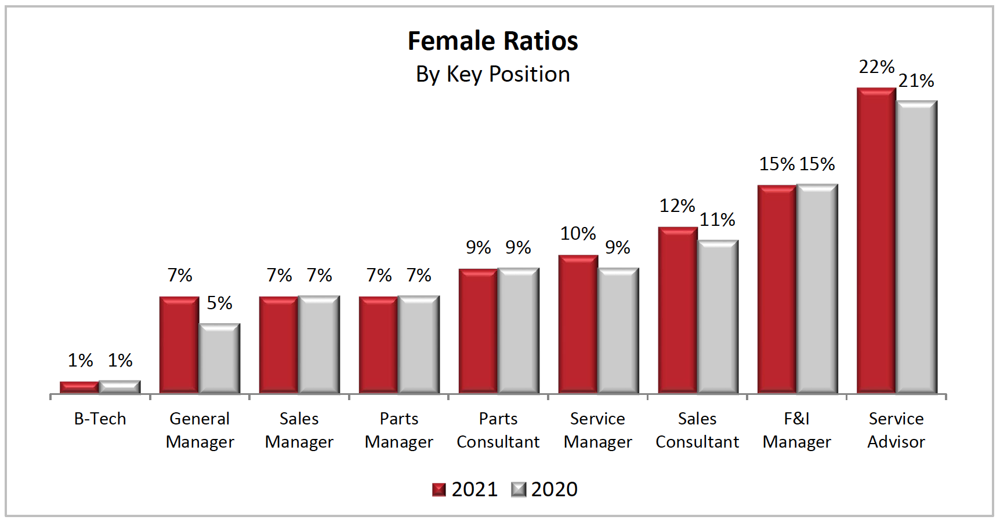 Female Ratios
By Key Position
1% 1%
7% 5%
7% 7%
7% 7%
9% 9%
10% 9%
12% 11%
15% 15%
22% 21%
B-Tech
General
Manager
Sales
Manager
Parts
Manager
Parts
Consultant
Service
Manager
Sales
Consultant
F&I
Manager
Service
Advisor
2021 2020